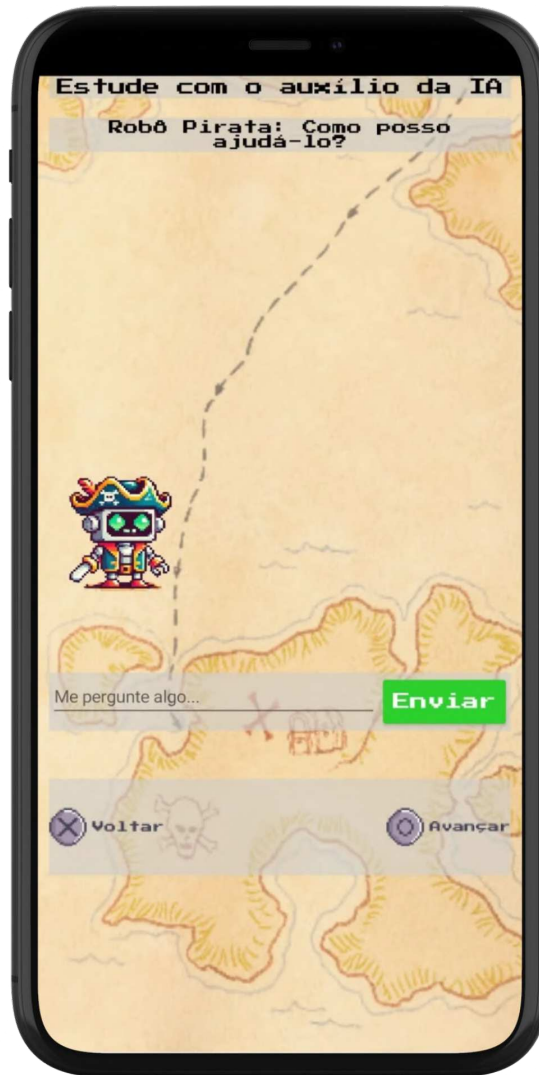 Estude com o auxílio da IA
Robô Pirata: Como posso
ajudá-lo?
Me pergunte algo...
Enviar
Voltar
Avançar